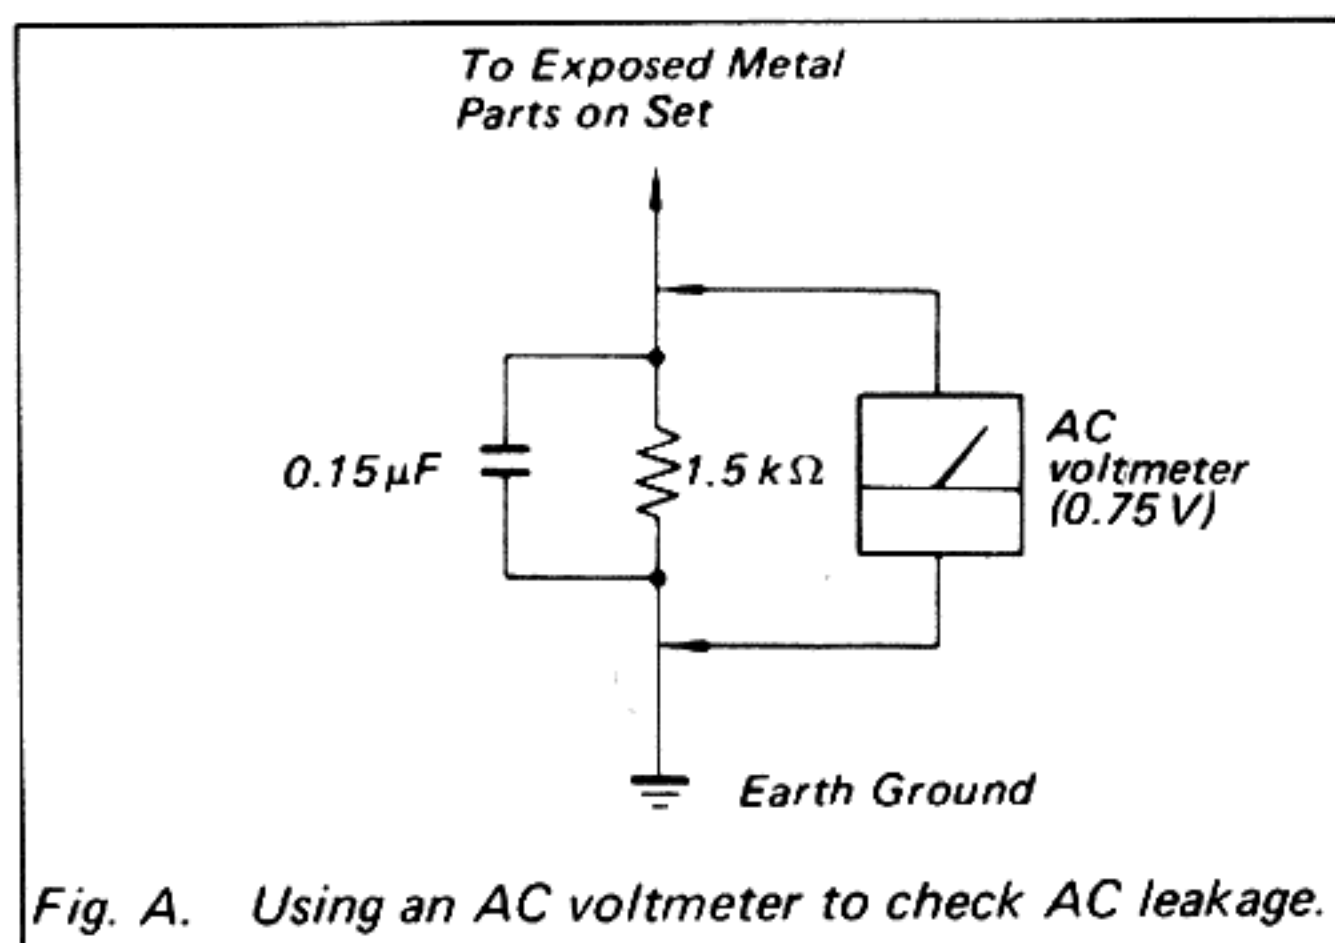 To Exposed Metal
Parts on Set
0.15μF
1.5 kΩ
AC
voltmeter
(0.75 V)
Earth Ground
Fig. A. Using an AC voltmeter to check AC leakage.